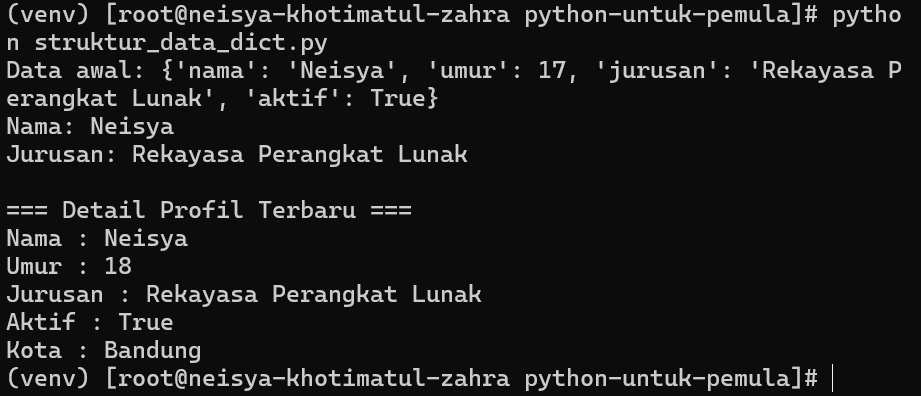 (venv) [root@neisya-khotimatul-zahra python-untuk-pemula]# pytho
n struktur_data_dict.py
Data awal: {'nama': 'Neisya', 'umur': 17, 'jurusan': 'Rekayasa P
erangkat Lunak', 'aktif': True}
Nama: Neisya
Jurusan: Rekayasa Perangkat Lunak

=== Detail Profil Terbaru ===
Nama : Neisya
Umur : 18
Jurusan : Rekayasa Perangkat Lunak
Aktif : True
Kota : Bandung
(venv) [root@neisya-khotimatul-zahra python-untuk-pemula]#